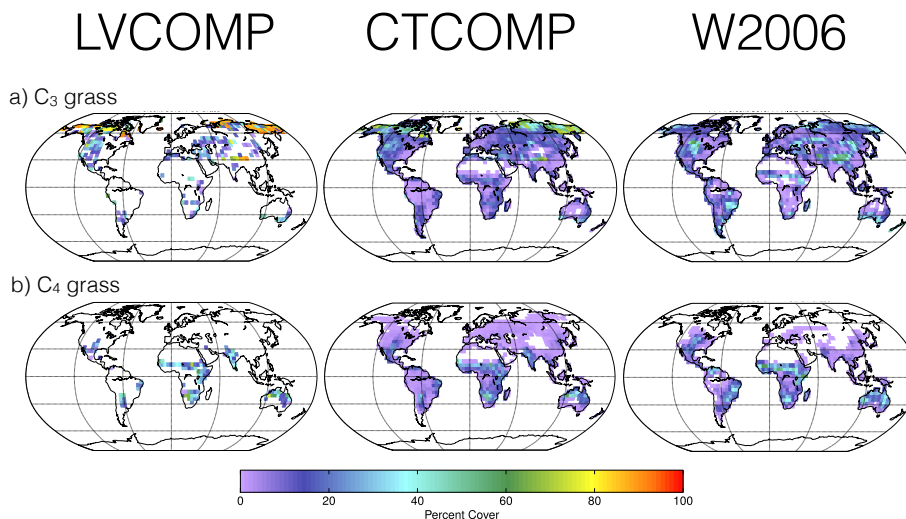 LVCOMP CTCOMP W2006
a) C₃ grass
b) C₄ grass
0 20 40 60 80 100
Percent Cover